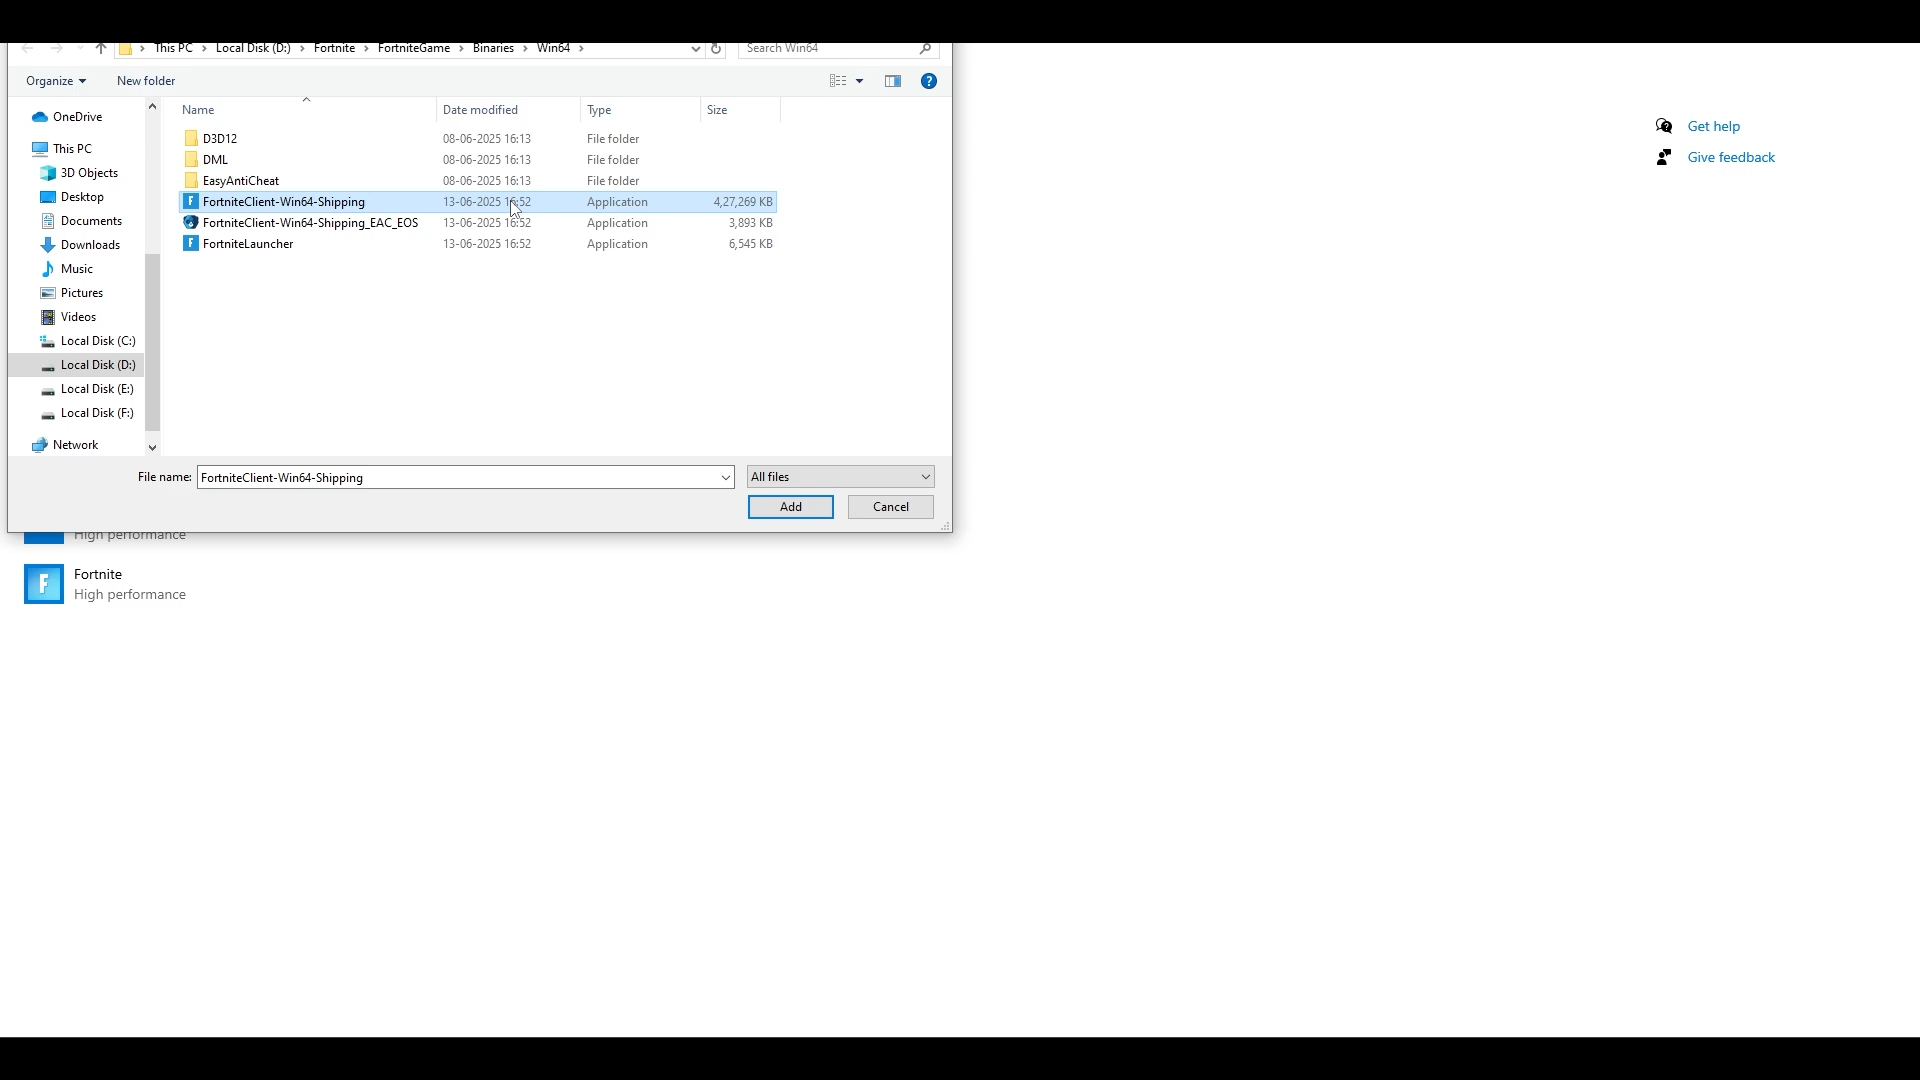 This PC > Local Disk (D:) > Fortnite > FortniteGame > Binaries > Win64 >
Search Win64
Organize
New folder
Name
Date modified
Type
Size
OneDrive
This PC
3D Objects
Desktop
Documents
Downloads
Music
Pictures
Videos
Local Disk (C:)
Local Disk (D:)
Local Disk (E:)
Local Disk (F:)
Network
D3D12 08-06-2025 16:13 File folder
DML 08-06-2025 16:13 File folder
EasyAntiCheat 08-06-2025 16:13 File folder
FortniteClient-Win64-Shipping 13-06-2025 16:52 Application 4,27,269 KB
FortniteClient-Win64-Shipping_EAC_EOS 13-06-2025 16:52 Application 3,893 KB
FortniteLauncher 13-06-2025 16:52 Application 6,545 KB
File name: FortniteClient-Win64-Shipping
All files
Add
Cancel
High performance
Fortnite
High performance
Get help
Give feedback